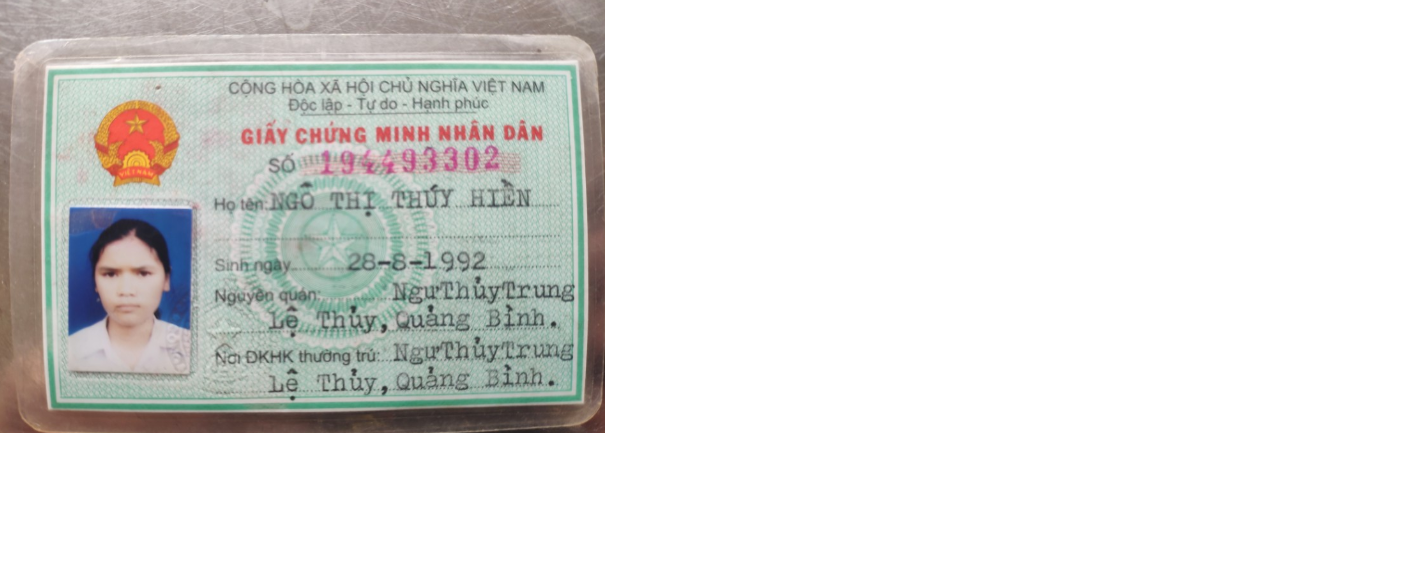 CỘNG HÒA XÃ HỘI CHỦ NGHĨA VIỆT NAM
Độc lập - Tự do - Hạnh phúc
GIẤY CHỨNG MINH NHÂN DÂN
SỐ 194493302
VIỆT NAM
Họ tên: NGÔ THỊ THÚY HIỀN
Sinh ngày 28-8-1992
Nguyên quán: NgưThủyTrung
Lệ Thủy, Quảng Bình.
Nơi ĐKHK thường trú: NgưThủyTrung
Lệ Thủy, Quảng Bình.